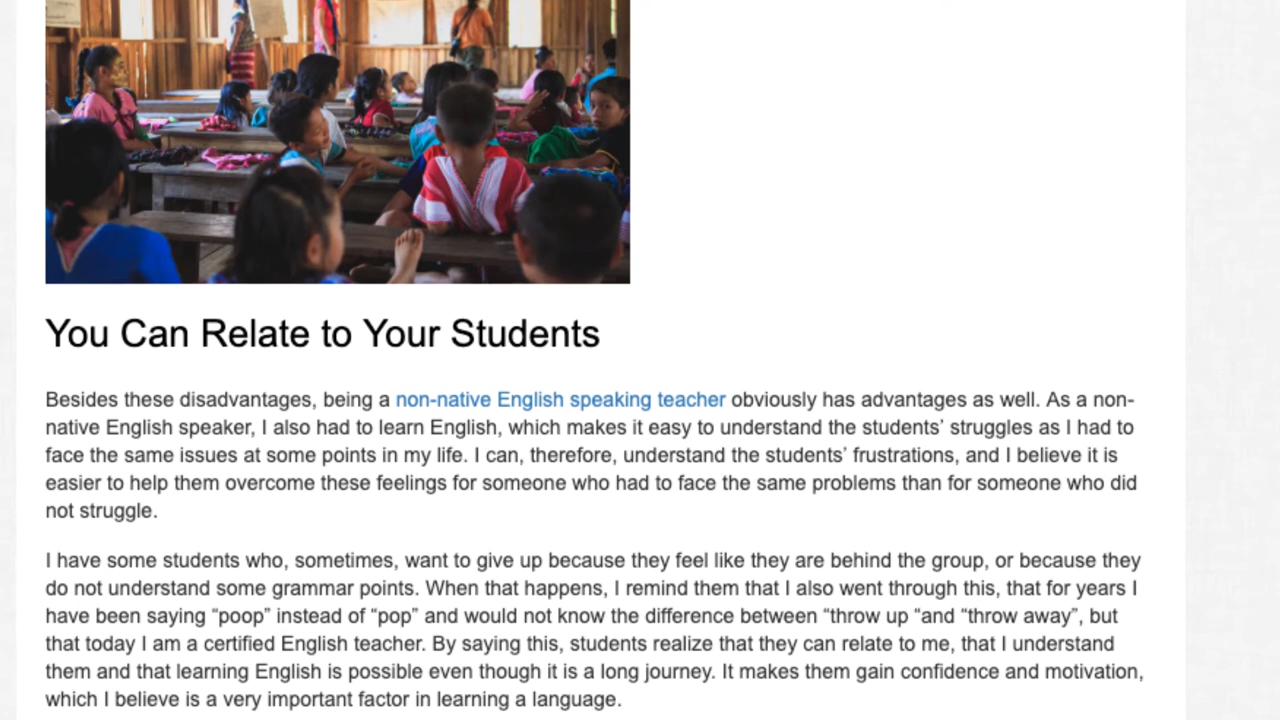 You Can Relate to Your Students
Besides these disadvantages, being a non-native English speaking teacher obviously has advantages as well. As a non-
native English speaker, I also had to learn English, which makes it easy to understand the students’ struggles as I had to
face the same issues at some points in my life. I can, therefore, understand the students’ frustrations, and I believe it is
easier to help them overcome these feelings for someone who had to face the same problems than for someone who did
not struggle.
I have some students who, sometimes, want to give up because they feel like they are behind the group, or because they
do not understand some grammar points. When that happens, I remind them that I also went through this, that for years I
have been saying “poop” instead of “pop” and would not know the difference between “throw up “and “throw away”, but
that today I am a certified English teacher. By saying this, students realize that they can relate to me, that I understand
them and that learning English is possible even though it is a long journey. It makes them gain confidence and motivation,
which I believe is a very important factor in learning a language.